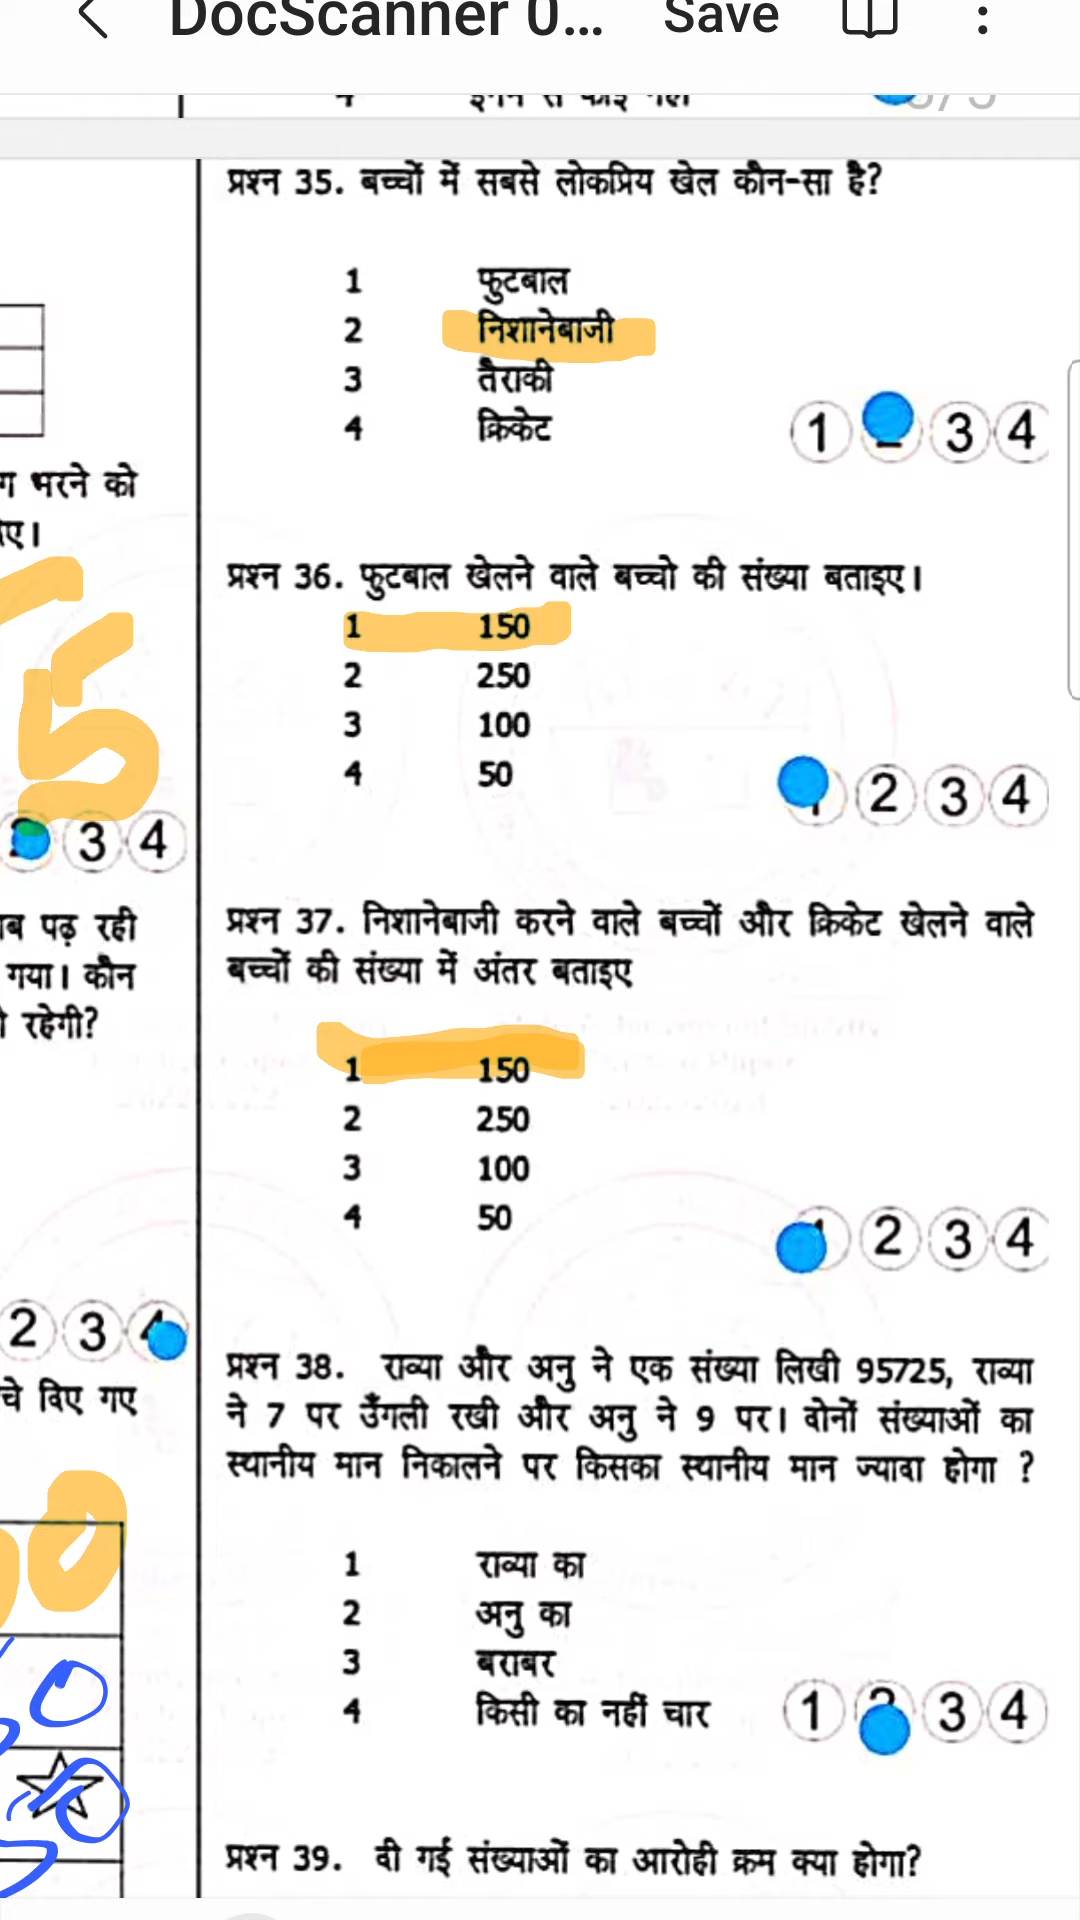 DocScanner 0... Save
प्रश्न 35. बच्चों में सबसे लोकप्रिय खेल कौन-सा है?
1 फुटबाल
2 निशानेबाजी
3 तैराकी
4 क्रिकेट
1 3 4
भरने को
प्रश्न 36. फुटबाल खेलने वाले बच्चो की संख्या बताइए।
1 150
2 250
3 100
4 50
2 3 4
5
3 4
प्रश्न 37. निशानेबाजी करने वाले बच्चों और क्रिकेट खेलने वाले
बच्चों की संख्या में अंतर बताइए
पढ़ रही
गया। कौन
रहेगी?
1 150
2 250
3 100
4 50
1 2 3 4
2 3 4
दिए गए
प्रश्न 38. राव्या और अनु ने एक संख्या लिखी 95725, राव्या
ने 7 पर उँगली रखी और अनु ने 9 पर। दोनों संख्याओं का
स्थानीय मान निकालने पर किसका स्थानीय मान ज्यादा होगा ?
1 राव्या का
2 अनु का
3 बराबर
4 किसी का नहीं चार
1 2 3 4
प्रश्न 39. दी गई संख्याओं का आरोही क्रम क्या होगा?